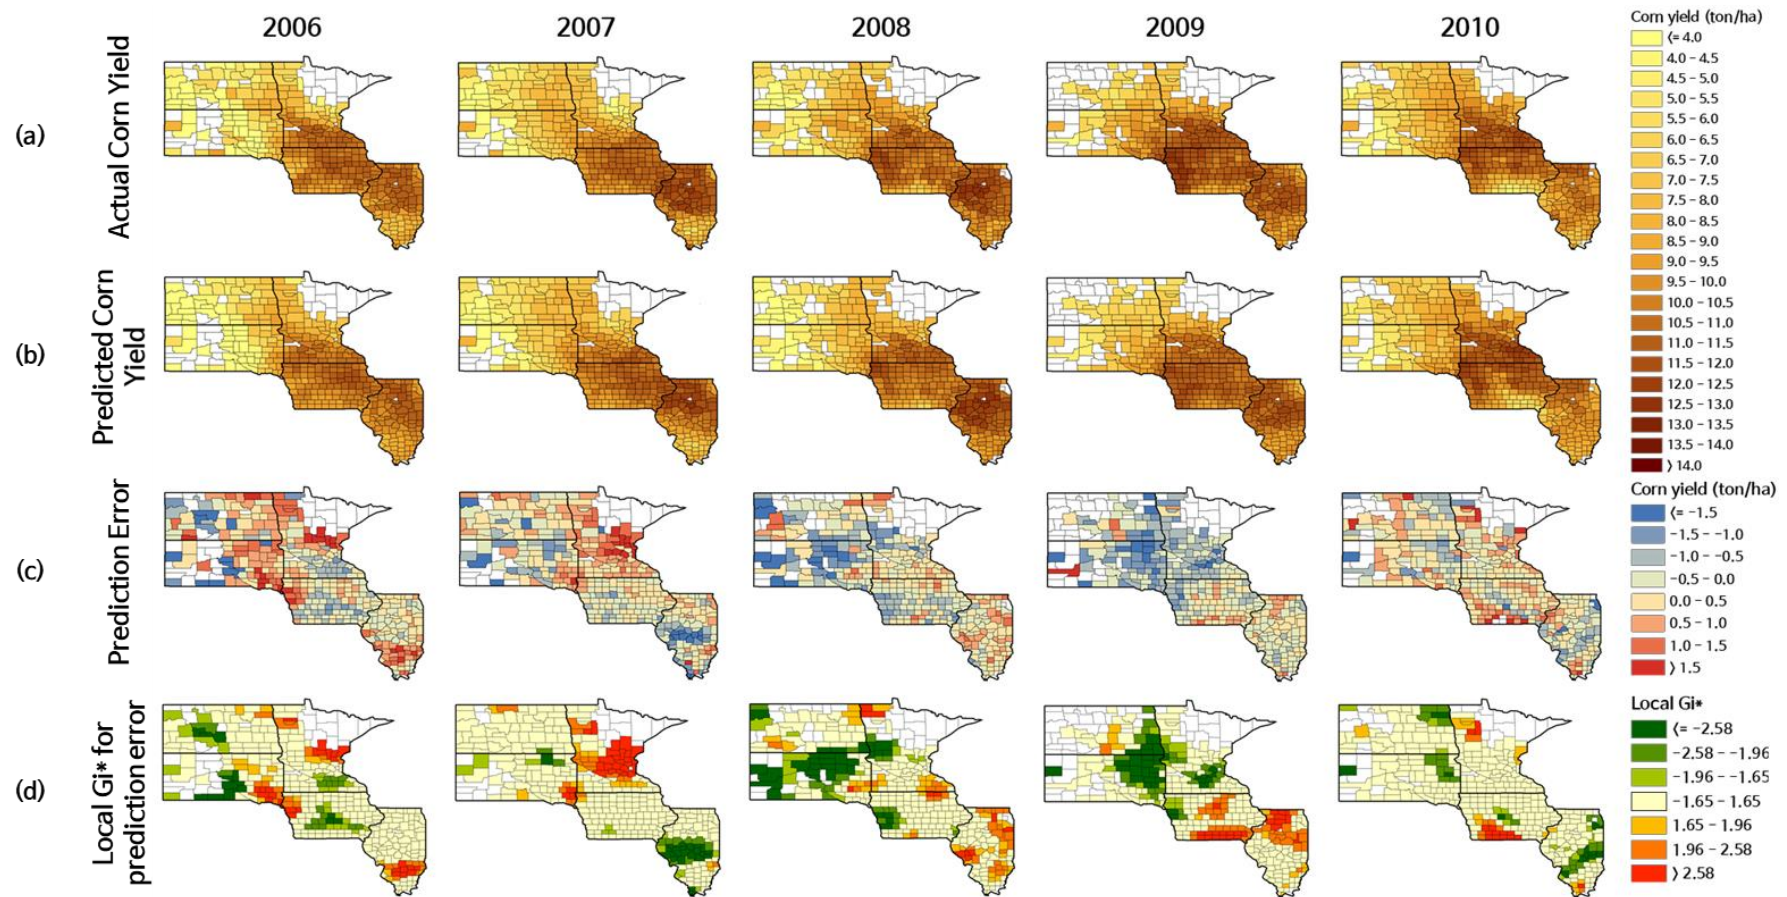 2006 2007 2008 2009 2010
(a)
Actual Corn Yield
(b)
Predicted Corn
Yield
(c)
Prediction Error
(d)
Local Gi* for
prediction error
Corn yield (ton/ha)
<= 4.0
4.0 – 4.5
4.5 – 5.0
5.0 – 5.5
5.5 – 6.0
6.0 – 6.5
6.5 – 7.0
7.0 – 7.5
7.5 – 8.0
8.0 – 8.5
8.5 – 9.0
9.0 – 9.5
9.5 – 10.0
10.0 – 10.5
10.5 – 11.0
11.0 – 11.5
11.5 – 12.0
12.0 – 12.5
12.5 – 13.0
13.0 – 13.5
13.5 – 14.0
> 14.0
Corn yield (ton/ha)
<= -1.5
-1.5 – -1.0
-1.0 – -0.5
-0.5 – 0.0
0.0 – 0.5
0.5 – 1.0
1.0 – 1.5
> 1.5
Local Gi*
<= -2.58
-2.58 – -1.96
-1.96 – -1.65
-1.65 – 1.65
1.65 – 1.96
1.96 – 2.58
> 2.58